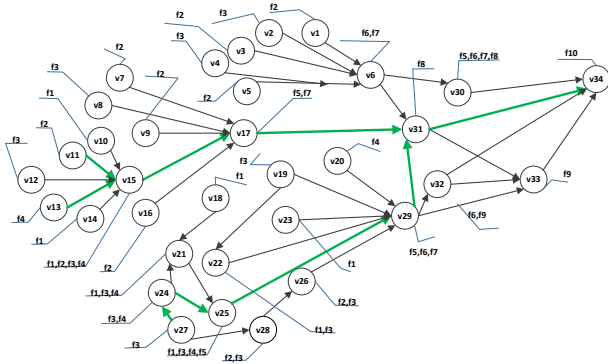 f2
f3
v1
f2
v2
f6,f7
f3
v3
f8
f5,f6,f7,f8
f10
v4
f2
v6
v34
f3
v7
f2
f2
v5
v30
f1
v8
f5,f7
f2
v10
v9
v17
v31
f3
v11
f3
v20
f4
v12
v15
v19
v32
v33
f9
v13
f1
v18
f4
v14
v16
v23
v29
f6,f9
f1
f2
v21
v22
f1
f5,f6,f7
f1,f2,f3,f4
v26
f1,f3,f4
v24
f2,f3
f3,f4
v25
v27
v28
f1,f3
f3
f1,f3,f4,f5
f2,f3